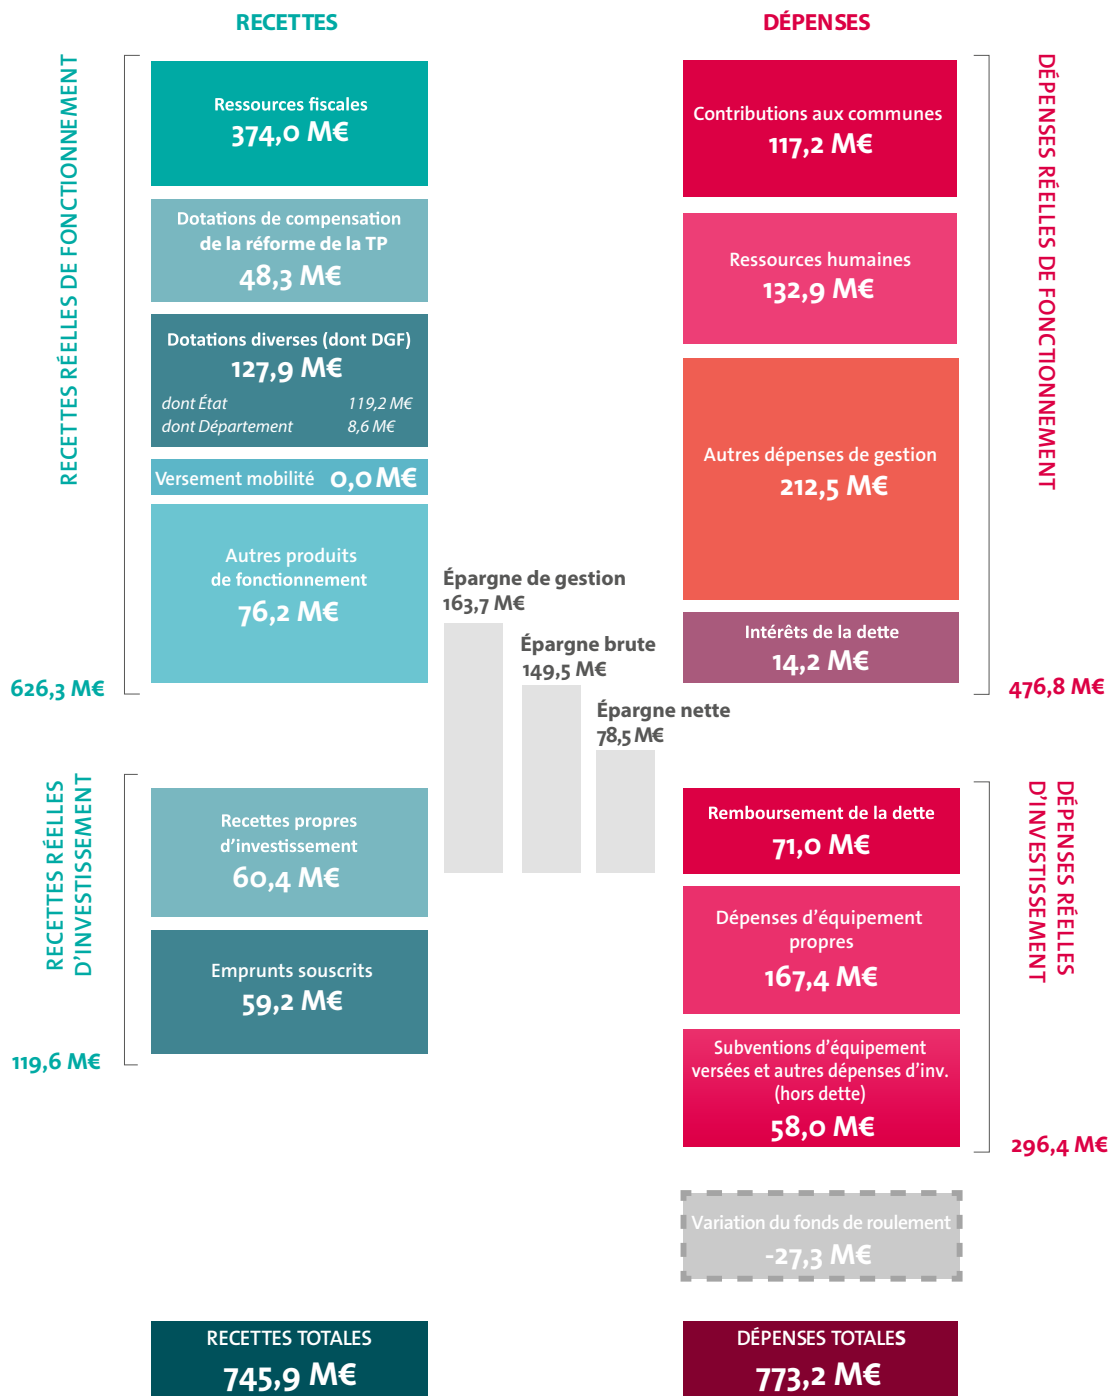 RECETTES
RECETTES RÉELLES DE FONCTIONNEMENT
Ressources fiscales
374,0 M€
Dotations de compensation
de la réforme de la TP
48,3 M€
Dotations diverses (dont DGF)
127,9 M€
dont État 119,2 M€
dont Département 8,6 M€
Versement mobilité 0,0 M€
Autres produits
de fonctionnement
76,2 M€
626,3 M€
RECETTES RÉELLES
D'INVESTISSEMENT
Recettes propres
d'investissement
60,4 M€
Emprunts souscrits
59,2 M€
119,6 M€
RECETTES TOTALES
745,9 M€
Épargne de gestion
163,7 M€
Épargne brute
149,5 M€
Épargne nette
78,5 M€
DÉPENSES
DÉPENSES RÉELLES DE FONCTIONNEMENT
Contributions aux communes
117,2 M€
Ressources humaines
132,9 M€
Autres dépenses de gestion
212,5 M€
Intérêts de la dette
14,2 M€
476,8 M€
DÉPENSES RÉELLES
D'INVESTISSEMENT
Remboursement de la dette
71,0 M€
Dépenses d'équipement
propres
167,4 M€
Subventions d'équipement
versées et autres dépenses d'inv.
(hors dette)
58,0 M€
296,4 M€
Variation du fonds de roulement
-27,3 M€
DÉPENSES TOTALES
773,2 M€